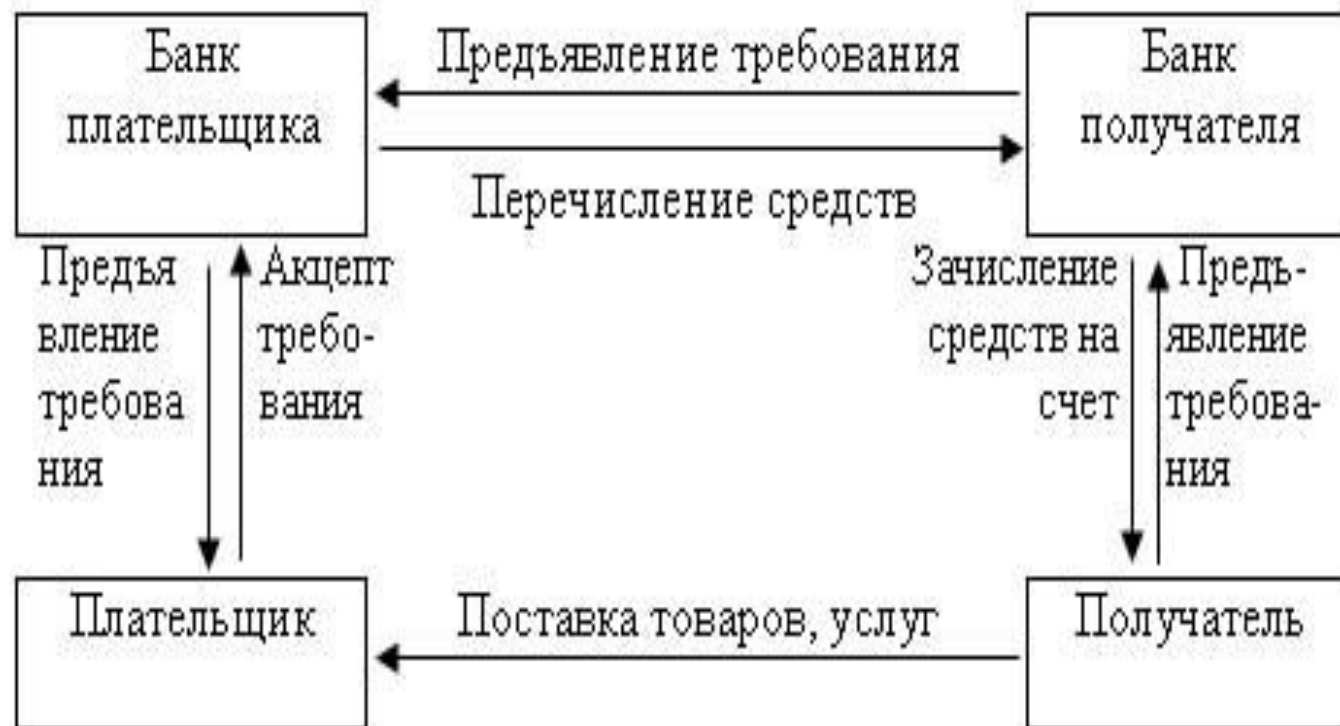 Банк
плательщика
Предъявление требования
Банк
получателя
Перечисление средств
Предъя
вление
требова
ния
Акцепт
требо-
вания
Зачисление
средств на
счет
Предъ-
явление
требова-
ния
Плательщик
Поставка товаров, услуг
Получатель